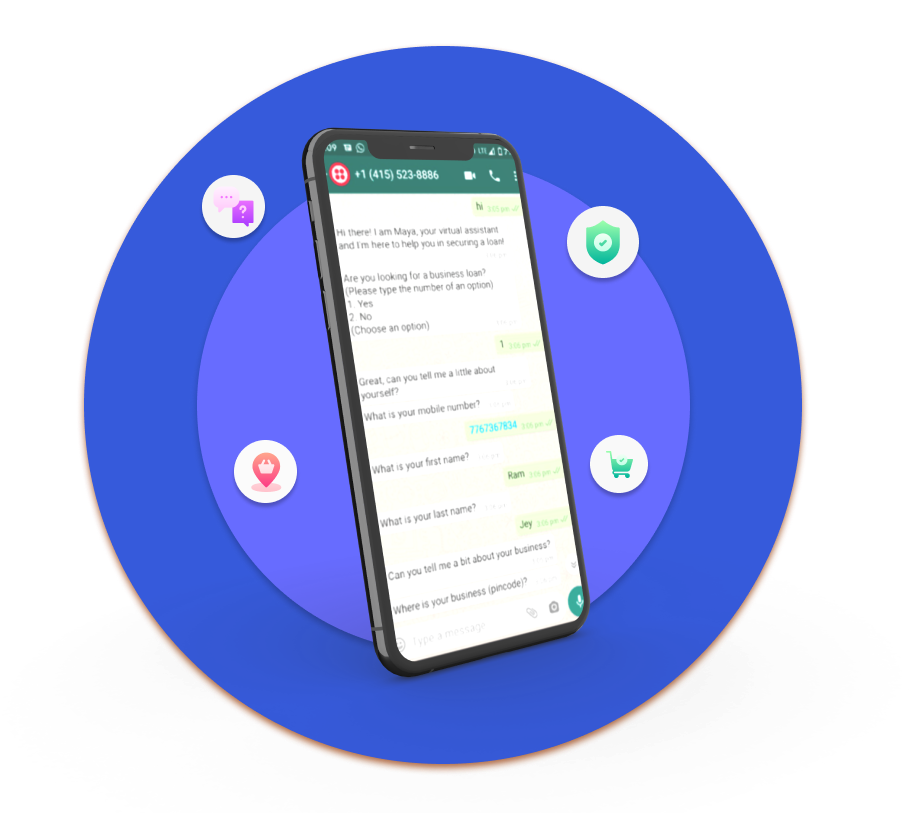 :09
LTE
+1 (415) 523-8886
hi
Hi there! I am Maya, your virtual assistant
and I'm here to help you in securing a loan!
Are you looking for a business loan?
(Please type the number of an option)
1. Yes
2. No
(Choose an option)
1
Great, can you tell me a little about
yourself?
What is your mobile number?
7767367834
What is your first name?
Ram
What is your last name?
Jey
Can you tell me a bit about your business?
Where is your business (pincode)?
Type a message
?